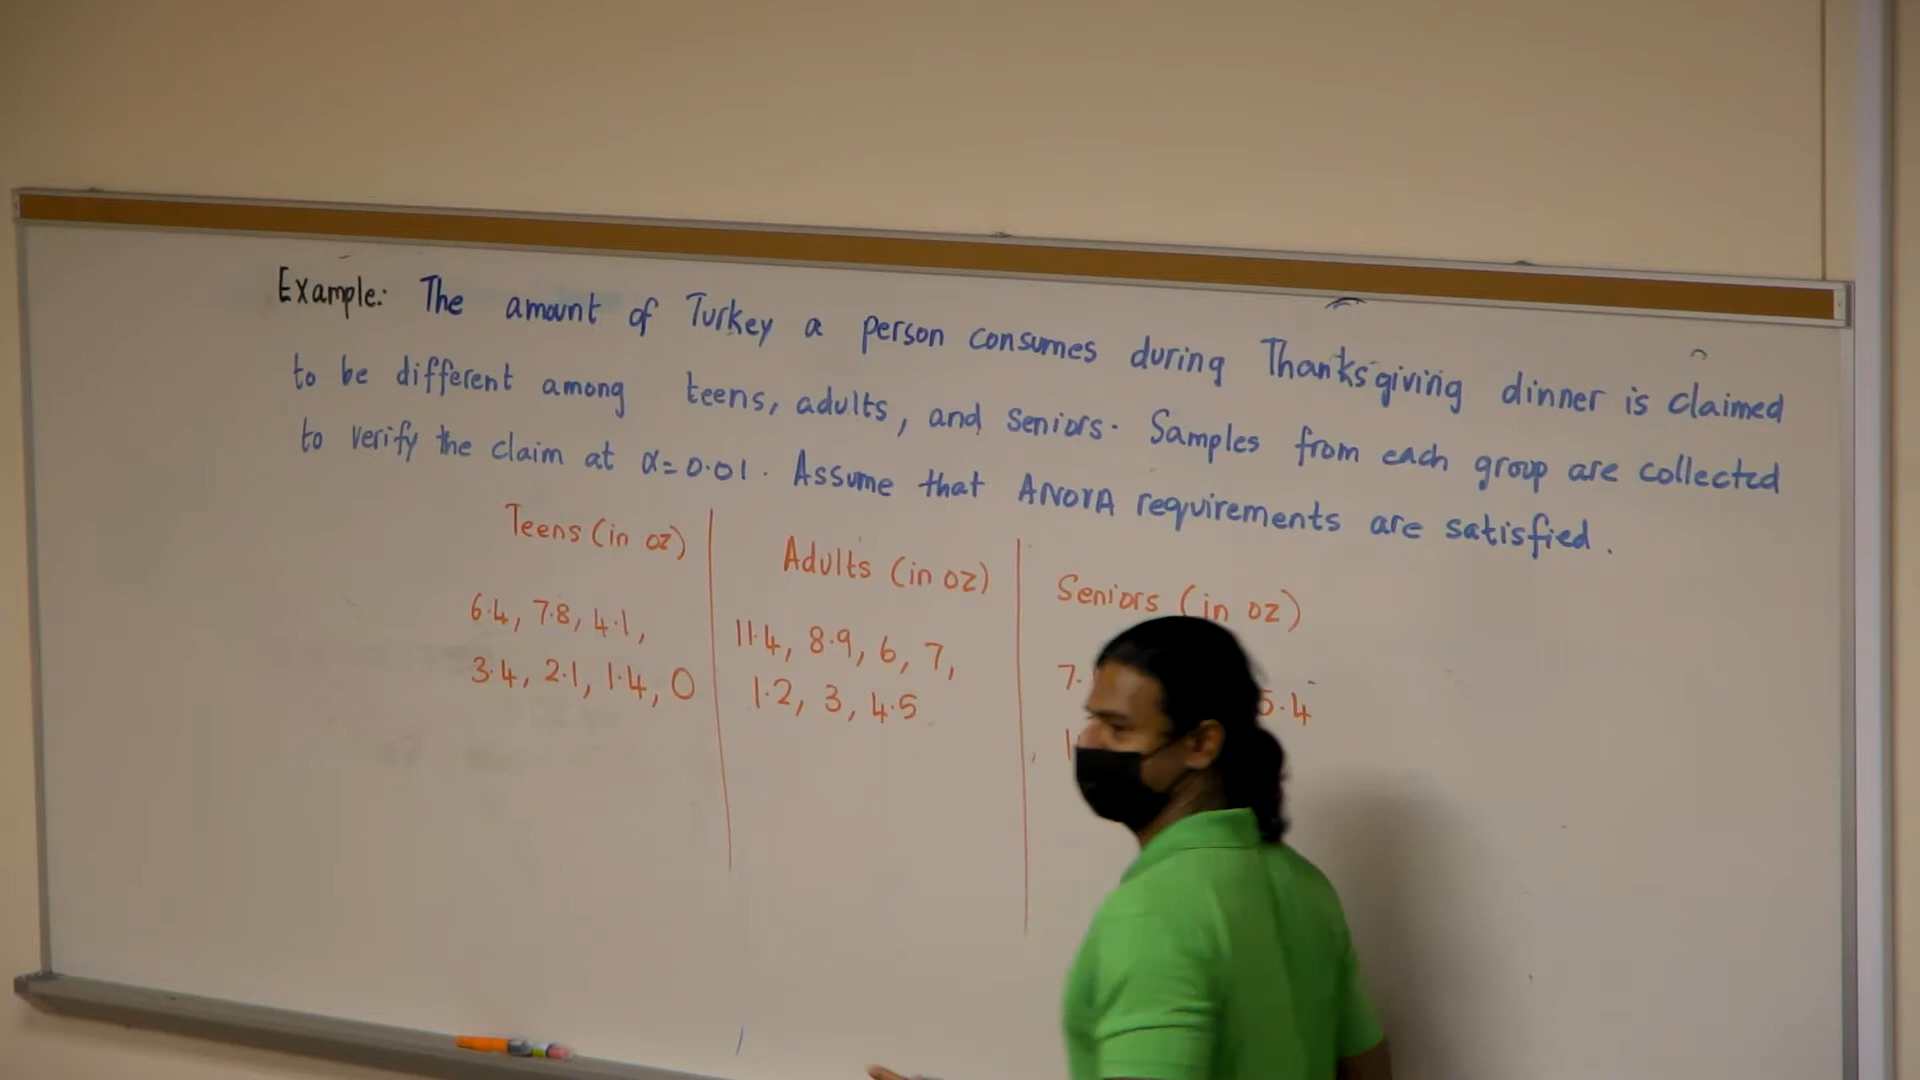 Example: The amount of Turkey a person consumes during Thanksgiving dinner is claimed
to be different among teens, adults, and seniors. Samples from each group are collected
to verify the claim at α=0.01. Assume that ANOVA requirements are satisfied.
Teens (in oz)
6.4, 7.8, 4.1,
3.4, 2.1, 1.4, 0
Adults (in oz)
11.4, 8.9, 6, 7,
1.2, 3, 4.5
Seniors (in oz)
7. 5.4